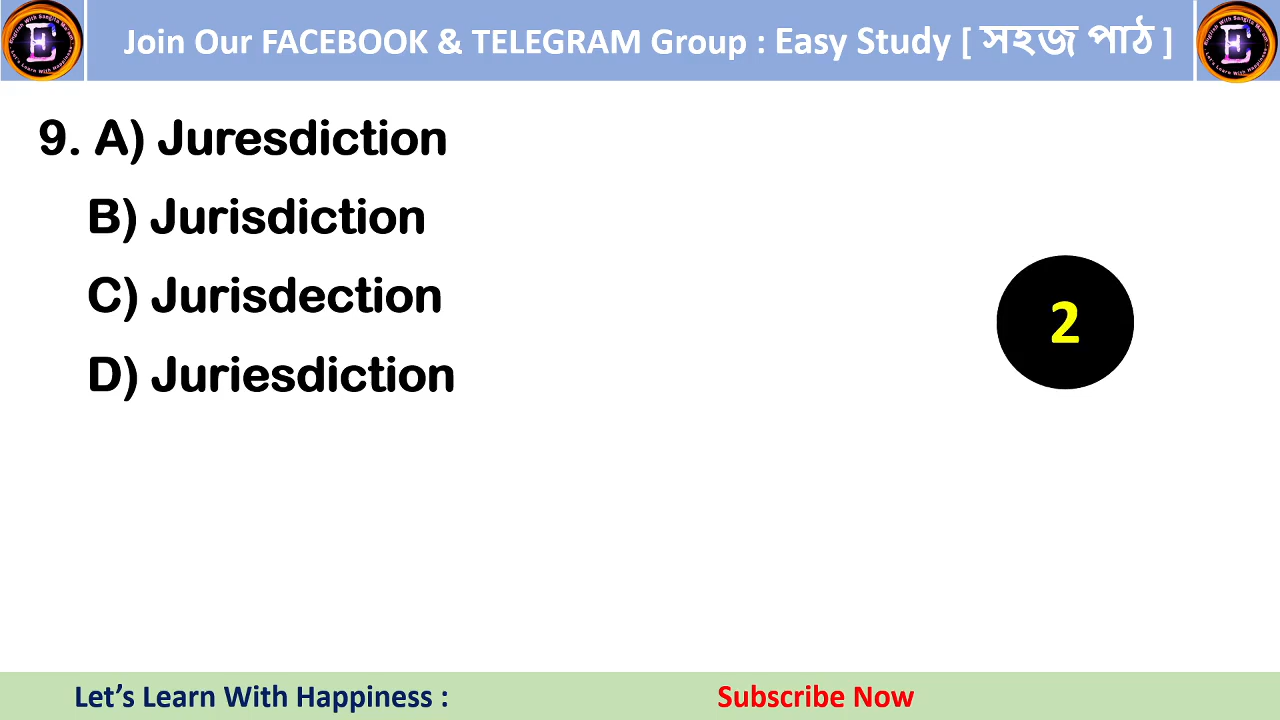 Join Our FACEBOOK & TELEGRAM Group : Easy Study [ সহজ পাঠ ]
E
E
9. A) Juresdiction
B) Jurisdiction
C) Jurisdection
D) Juriesdiction
2
Let's Learn With Happiness :
Subscribe Now